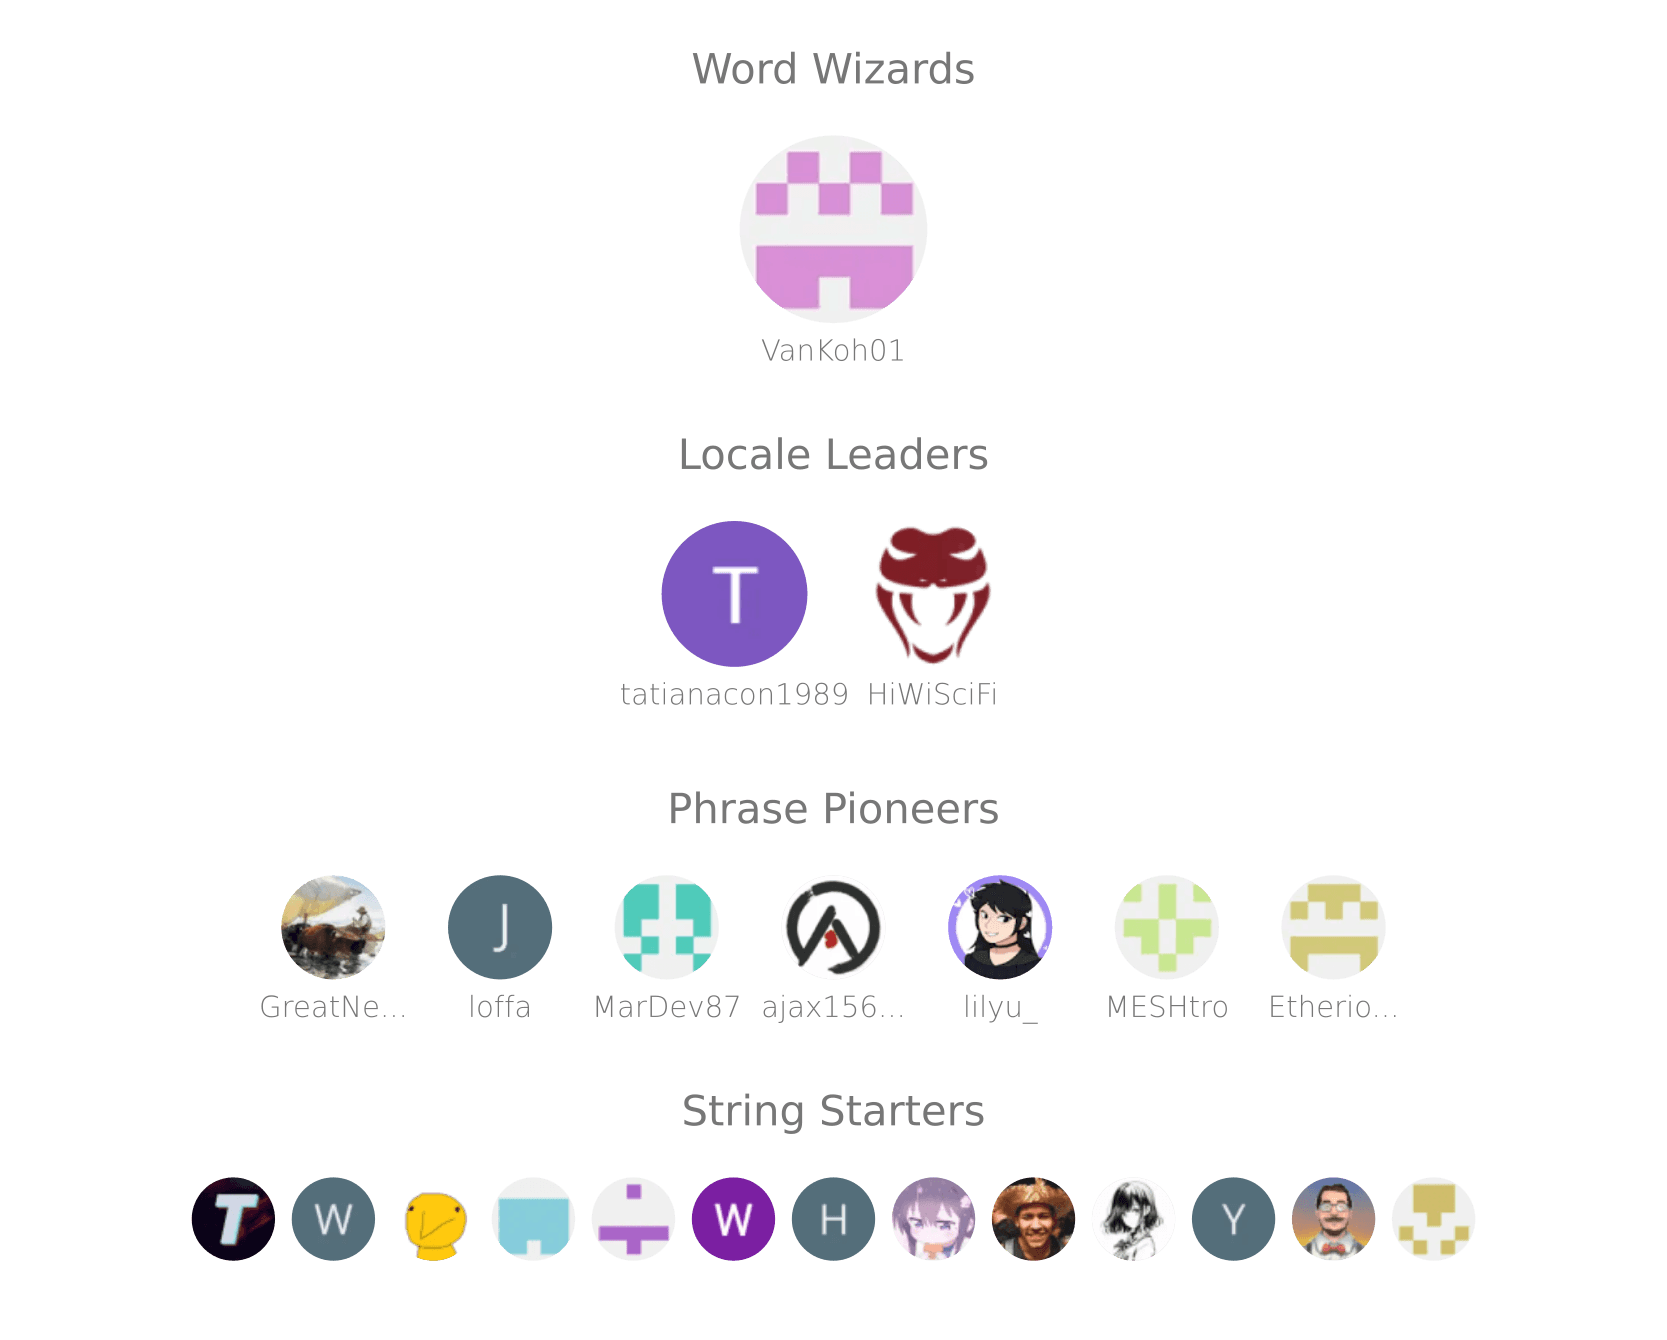 Word Wizards
VanKoh01
Locale Leaders
T
tatianacon1989 HiWiSciFi
Phrase Pioneers
J
GreatNe... loffa MarDev87 ajax156... lilyu_ MESHtro Etherio...
String Starters
T W W H Y